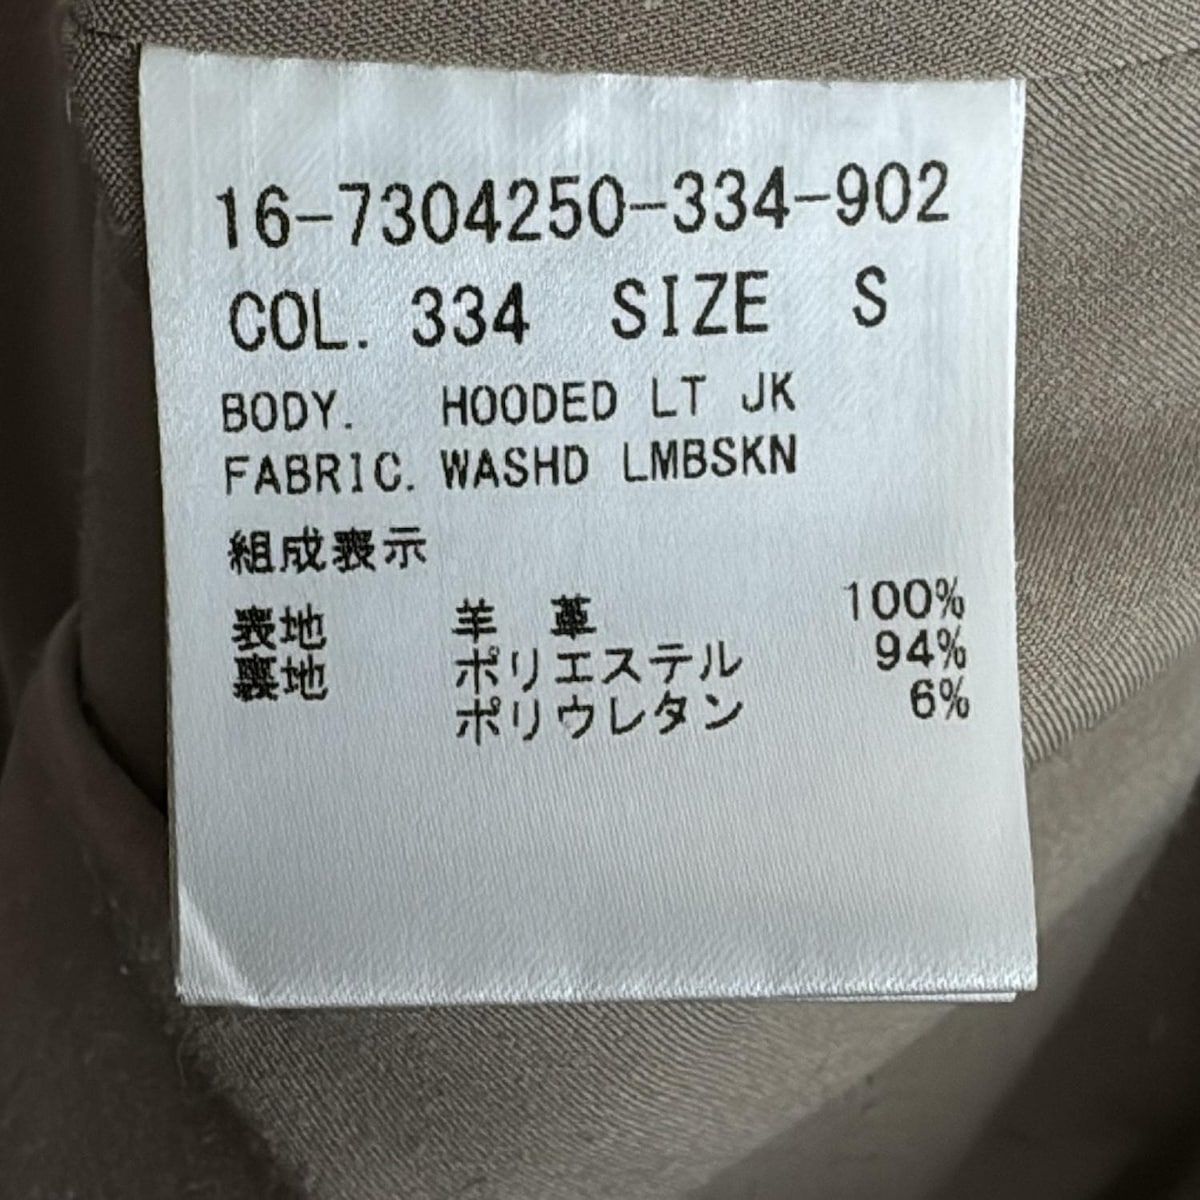 16-7304250-334-902
COL. 334 SIZE S
BODY. HOODED LT JK
FABRIC. WASHD LMBSKN
組成表示
表地 羊 革 100%
裏地 ポリエステル 94%
ポリウレタン 6%